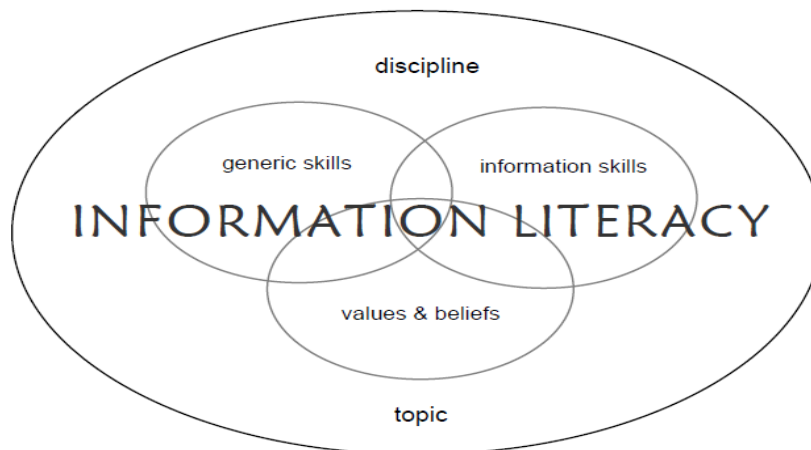 discipline
generic skills
information skills
INFORMATION LITERACY
values & beliefs
topic